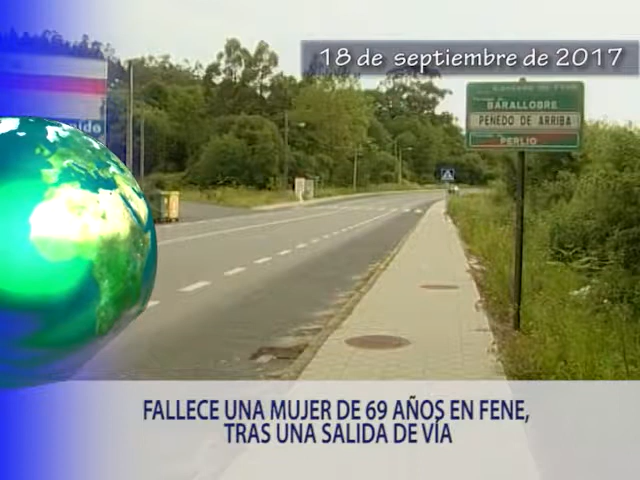 18 de septiembre de 2017
BARALLOBRE
PENEDO DE ARRIBA
PERLIO
FALLECE UNA MUJER DE 69 AÑOS EN FENE,
TRAS UNA SALIDA DE VÍA